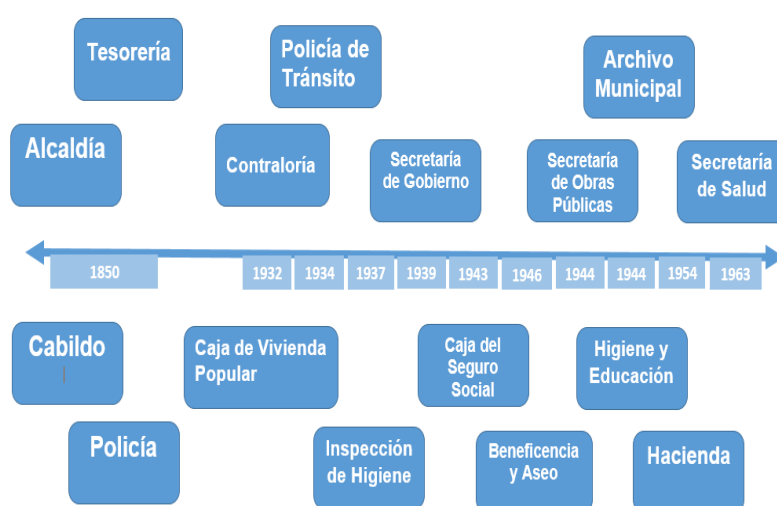 Tesorería
Policía de
Tránsito
Archivo
Municipal
Alcaldía
Contraloría
Secretaría
de Gobierno
Secretaría
de Obras
Públicas
Secretaría
de Salud
1850
1932
1934
1937
1939
1943
1946
1944
1944
1954
1963
Cabildo
Caja de Vivienda
Popular
Caja del
Seguro
Social
Higiene y
Educación
Policía
Inspección
de Higiene
Beneficencia
y Aseo
Hacienda